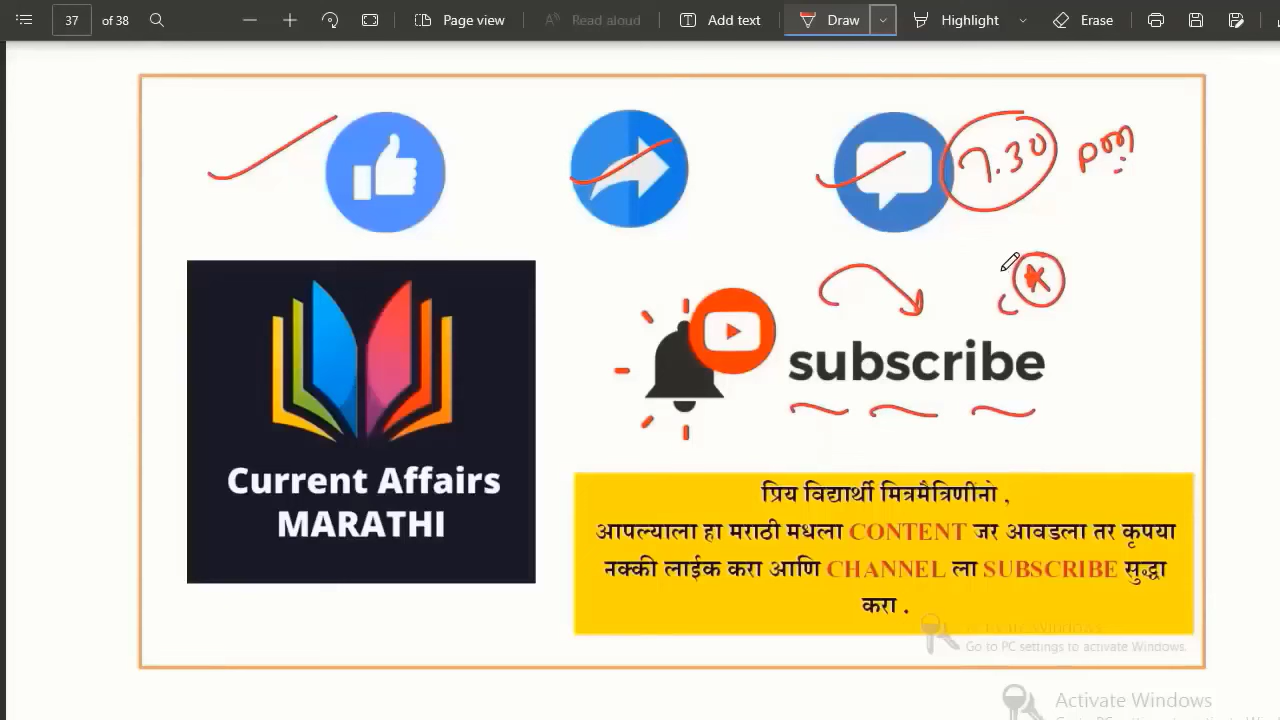 37 of 38 Page view Read aloud Add text Draw Highlight Erase
7.30 pm
subscribe
Current Affairs
MARATHI
प्रिय विद्यार्थी मित्रमैत्रिणींनो ,
आपल्याला हा मराठी मधला CONTENT जर आवडला तर कृपया
नक्की लाईक करा आणि CHANNEL ला SUBSCRIBE सुद्धा
करा .
Activate Windows
Go to PC settings to activate Windows.
Activate Windows